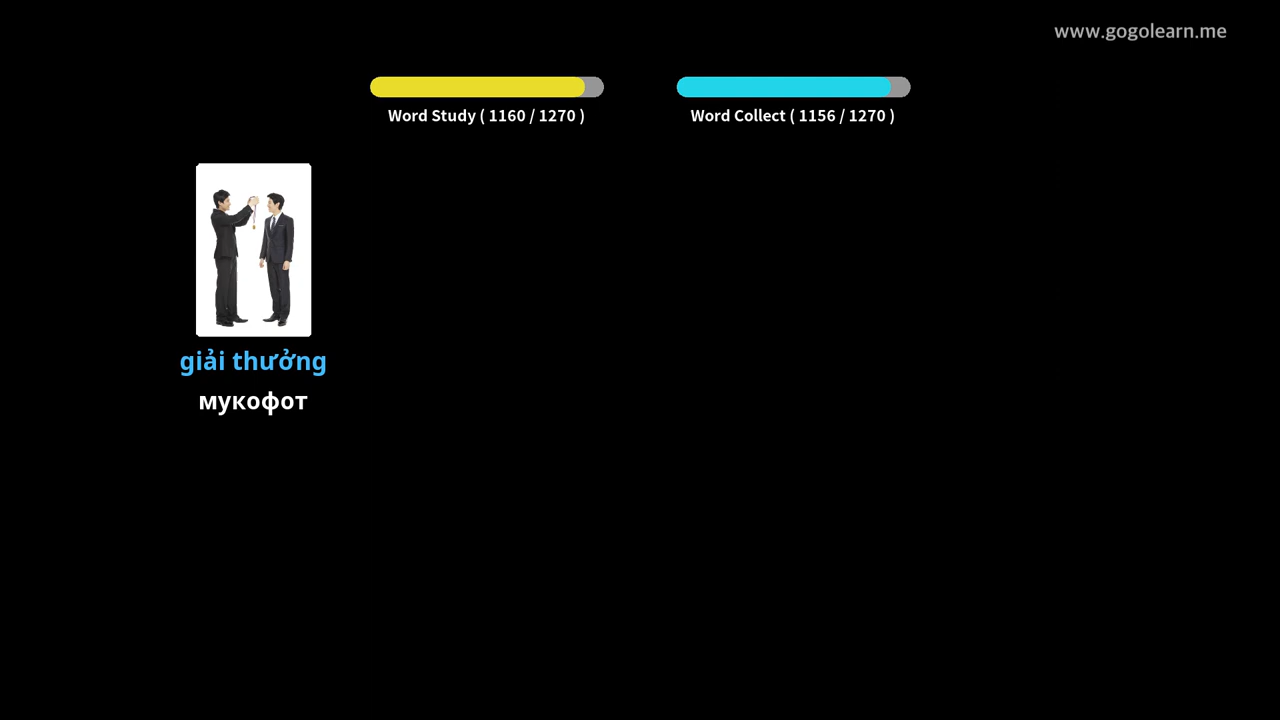 www.gogolearn.me
Word Study ( 1160 / 1270 )
Word Collect ( 1156 / 1270 )
giải thưởng
мукофот